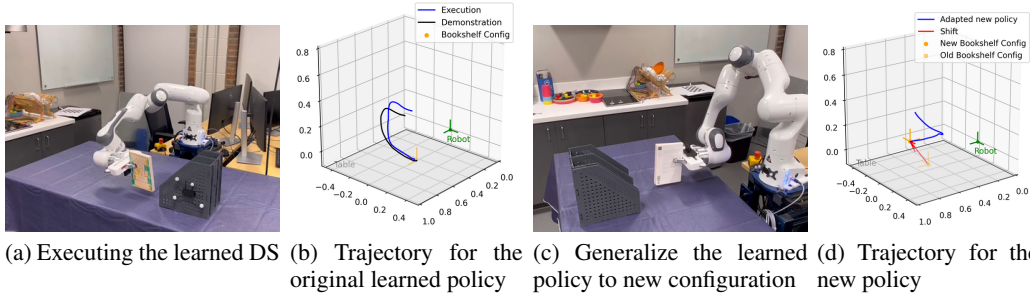 Execution
Demonstration
Bookshelf Config
0.8
0.6
0.4
0.2
0.0
Table
Robot
−0.4
−0.2
0.0
0.2
0.4
1.0
0.8
0.6
0.4
0.2
0.0
Adapted new policy
Shift
New Bookshelf Config
Old Bookshelf Config
0.8
0.6
0.4
0.2
0.0
Table
Robot
−0.4
−0.2
0.0
0.2
0.4
1.0
0.8
0.6
0.4
0.2
0.0
(a) Executing the learned DS
(b) Trajectory for the
original learned policy
(c) Generalize the learned
policy to new configuration
(d) Trajectory for the
new policy